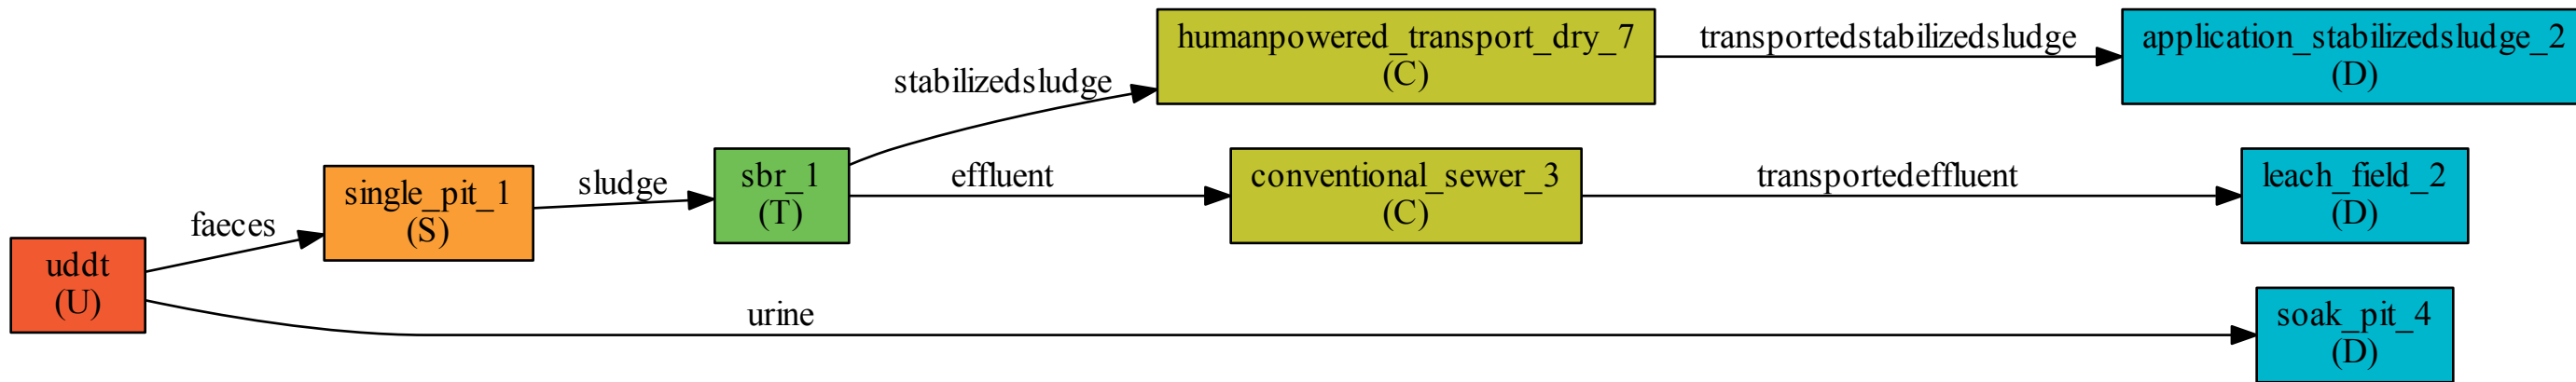 humanpowered_transport_dry_7
(C)
transportedstabilizedsludge
application_stabilizedsludge_2
(D)
stabilizedsludge
sbr_1
(T)
effluent
conventional_sewer_3
(C)
transportedeffluent
leach_field_2
(D)
single_pit_1
(S)
sludge
faeces
uddt
(U)
urine
soak_pit_4
(D)